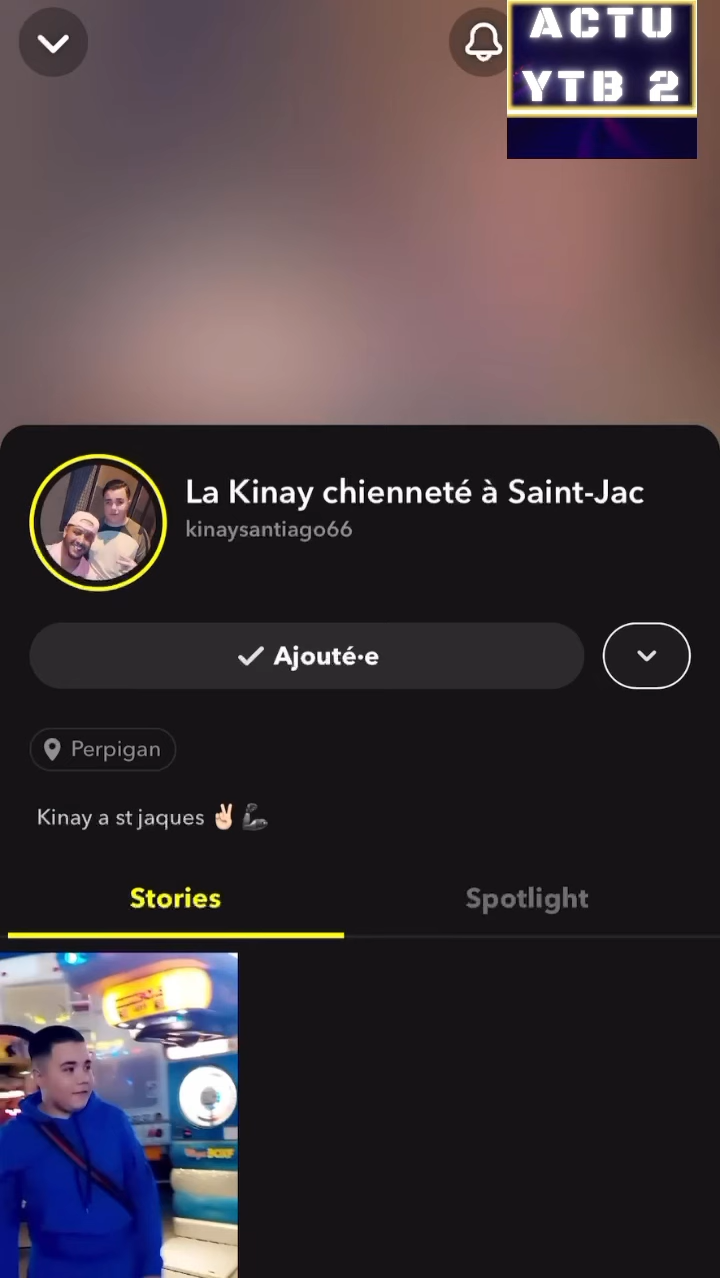 ACTU
YTB 2
La Kinay chienneté à Saint-Jac
kinaysantiago66
Ajouté·e
Perpigan
Kinay a st jaques ✌🏻🦾
Stories
Spotlight